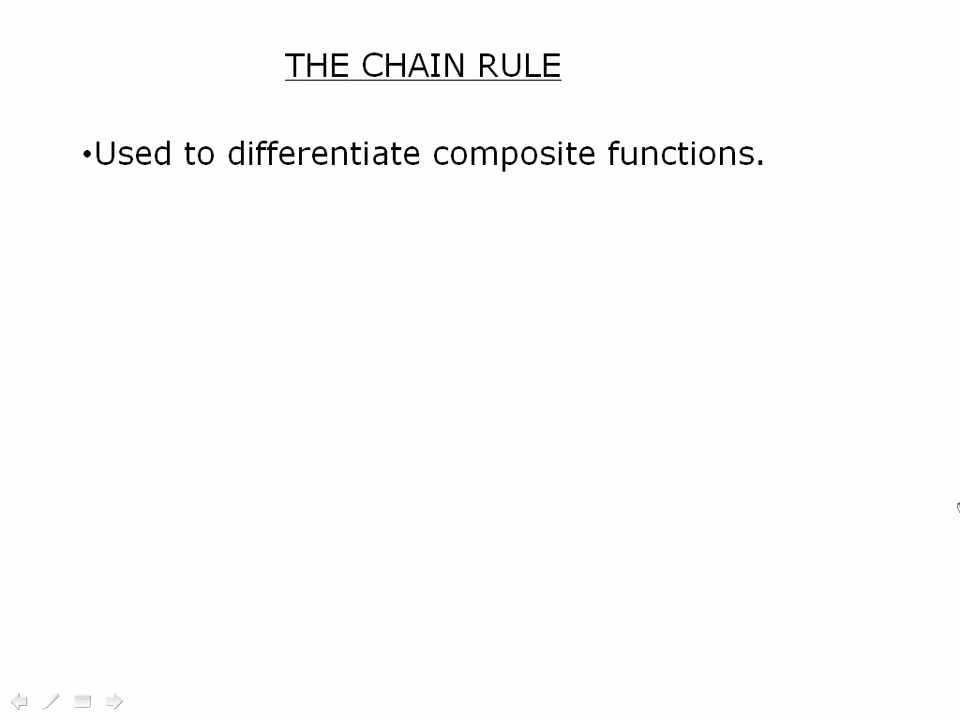 THE CHAIN RULE
•Used to differentiate composite functions.